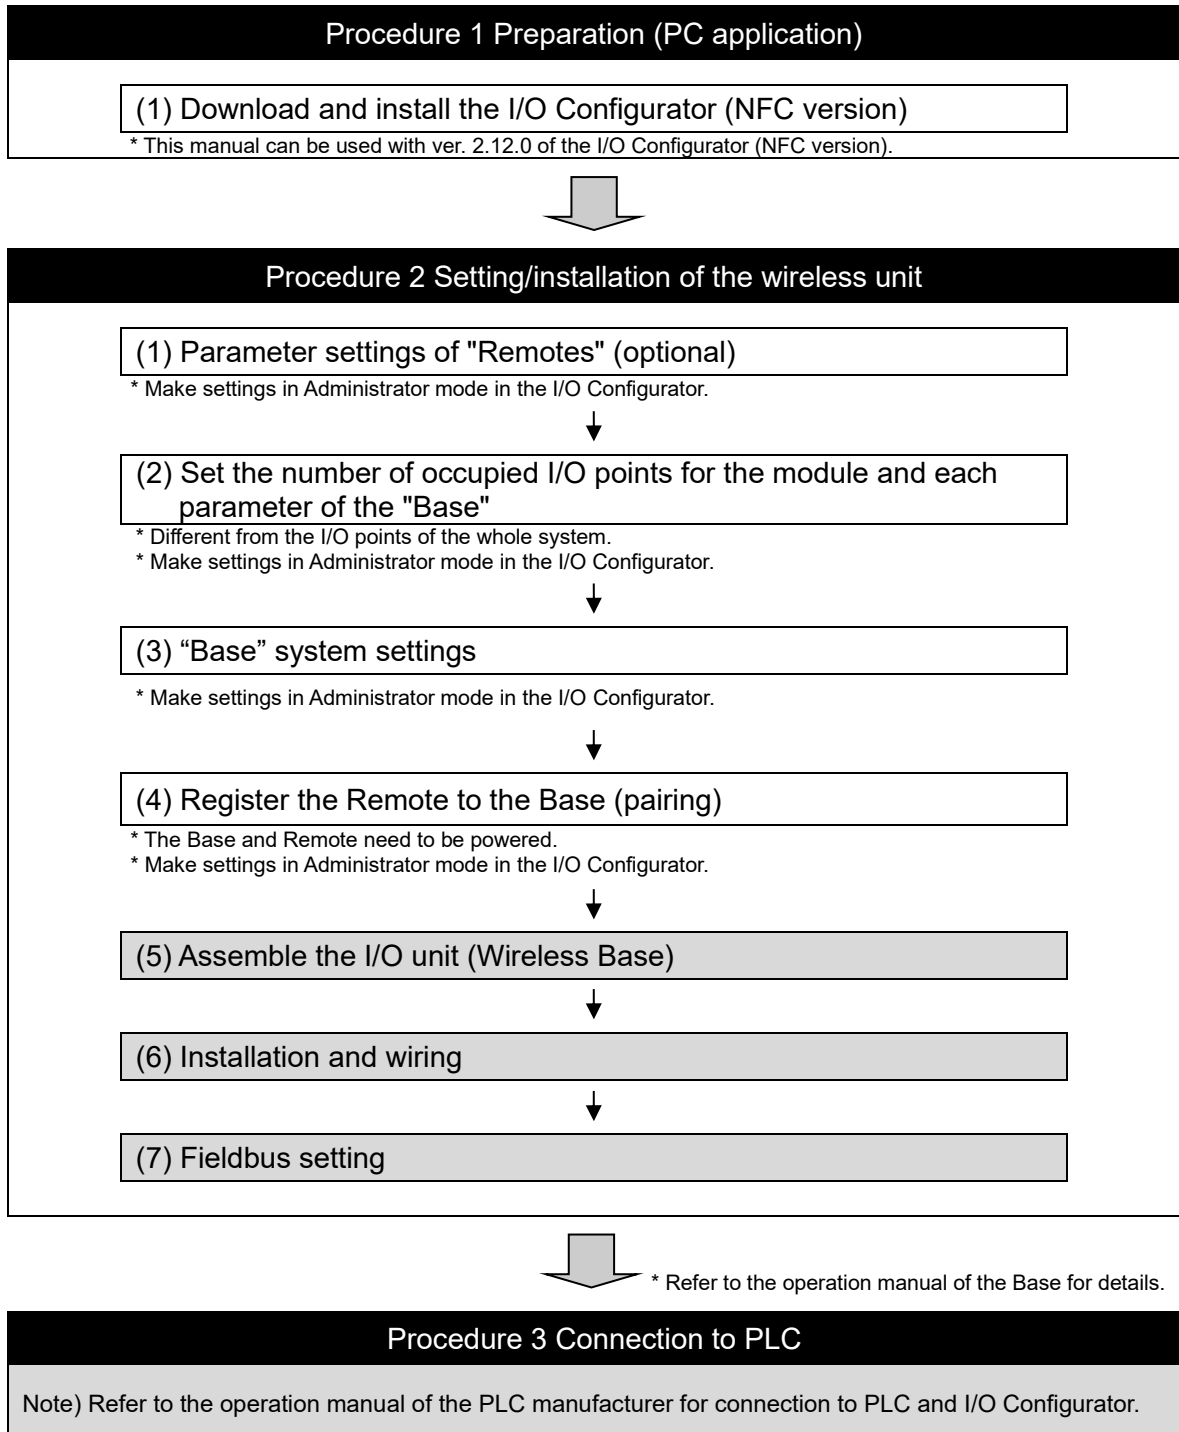 Procedure 1 Preparation (PC application)
(1) Download and install the I/O Configurator (NFC version)
* This manual can be used with ver. 2.12.0 of the I/O Configurator (NFC version).
Procedure 2 Setting/installation of the wireless unit
(1) Parameter settings of "Remotes" (optional)
* Make settings in Administrator mode in the I/O Configurator.
(2) Set the number of occupied I/O points for the module and each
parameter of the "Base"
* Different from the I/O points of the whole system.
* Make settings in Administrator mode in the I/O Configurator.
(3) “Base” system settings
* Make settings in Administrator mode in the I/O Configurator.
(4) Register the Remote to the Base (pairing)
* The Base and Remote need to be powered.
* Make settings in Administrator mode in the I/O Configurator.
(5) Assemble the I/O unit (Wireless Base)
(6) Installation and wiring
(7) Fieldbus setting
* Refer to the operation manual of the Base for details.
Procedure 3 Connection to PLC
Note) Refer to the operation manual of the PLC manufacturer for connection to PLC and I/O Configurator.